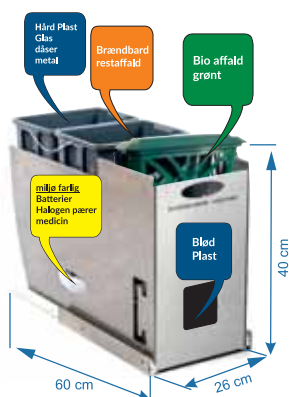 Hård Plast
Glas
dåser
metal
Brændbard
restaffald
Bio affald
grønt
miljø farlig
Batterier
Halogen pærer
medicin
Blød
Plast
40 cm
60 cm
26 cm